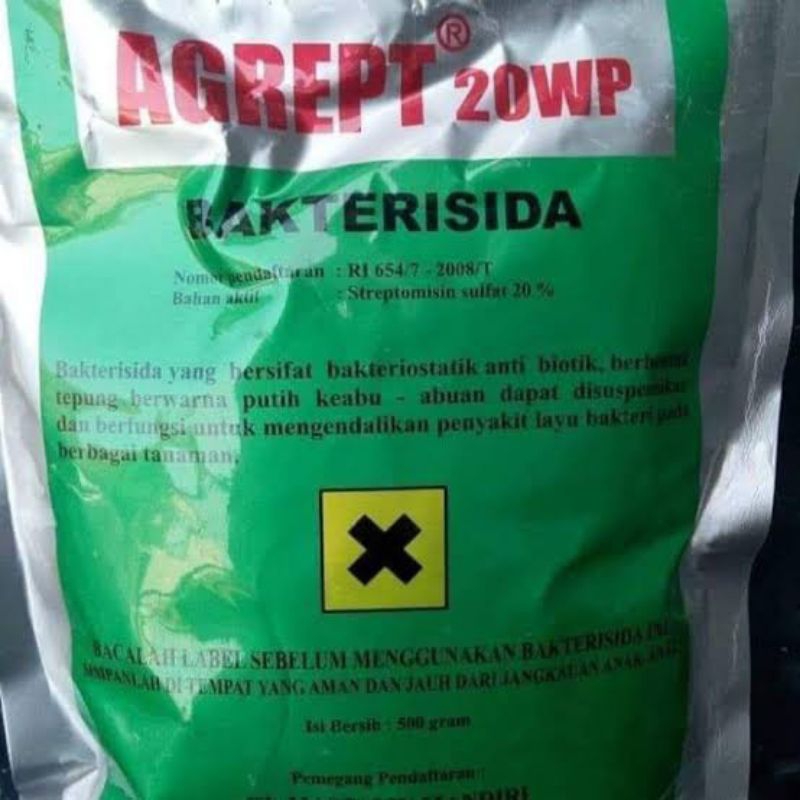 AGREPT® 20WP
BAKTERISIDA
Nomor pendaftaran : RI 654/7 - 2008/T
Bahan aktif : Streptomisin sulfat 20 %
Bakterisida yang bersifat bakteriostatik anti biotik, berbentuk
tepung berwarna putih keabu - abuan dapat disuspensikan
dan berfungsi untuk mengendalikan penyakit layu bakteri pada
berbagai tanaman.
BACALAH LABEL SEBELUM MENGGUNAKAN BAKTERISIDA INI
SIMPANLAH DI TEMPAT YANG AMAN DAN JAUH DARI JANGKAUAN ANAK-ANAK
Isi Bersih : 500 gram
Pemegang Pendaftaran :